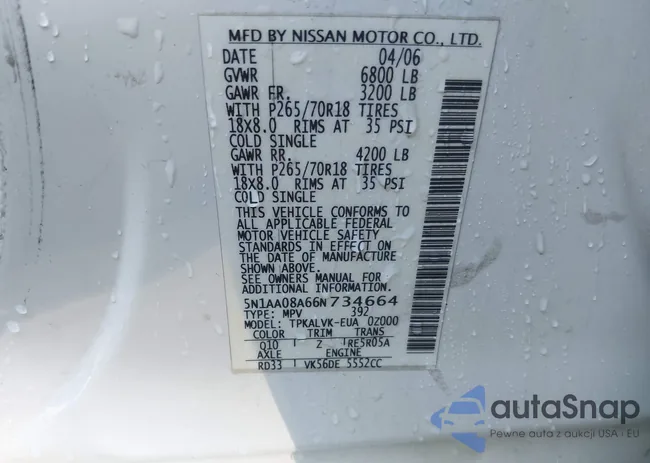 MFD BY NISSAN MOTOR CO., LTD.
DATE 04/06
GVWR 6800 LB
GAWR FR. 3200 LB
WITH P265/70R18 TIRES
18X8.0 RIMS AT 35 PSI
COLD SINGLE
GAWR RR. 4200 LB
WITH P265/70R18 TIRES
18X8.0 RIMS AT 35 PSI
COLD SINGLE
THIS VEHICLE CONFORMS TO
ALL APPLICABLE FEDERAL
MOTOR VEHICLE SAFETY
STANDARDS IN EFFECT ON
THE DATE OF MANUFACTURE
SHOWN ABOVE.
SEE OWNERS MANUAL FOR
ADDITIONAL INFORMATION.
5N1AA08A66N734664
TYPE: MPV 392
MODEL: TPKALVK-EUA 0Z000
COLOR TRIM TRANS
Q10 Z RE5R05A
AXLE ENGINE
RD33 VK56DE 5552CC
autaSnap
Pewne auta z aukcji USA - EU